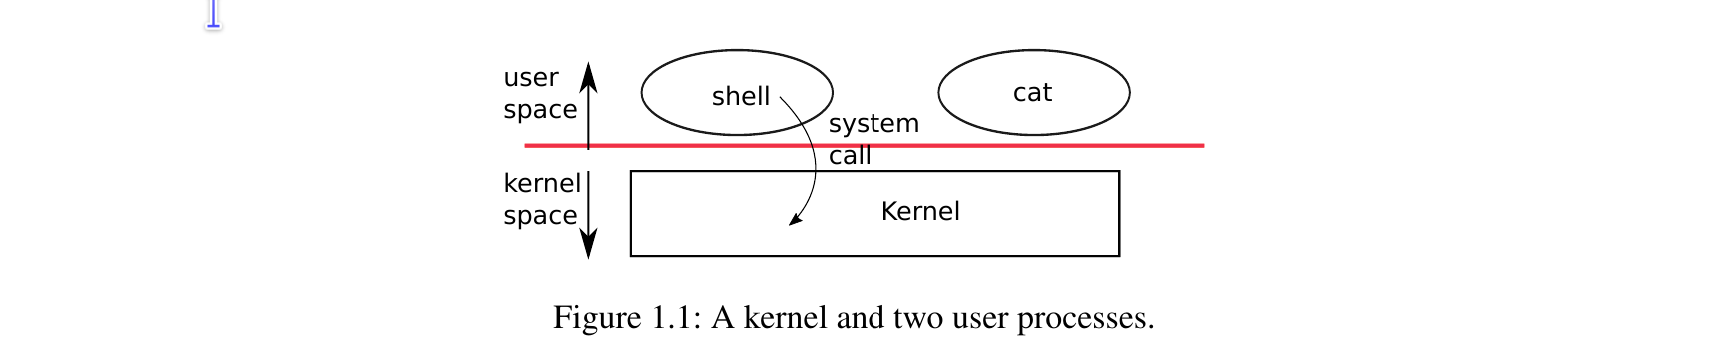 user
space
shell
cat
system
call
kernel
space
Kernel
Figure 1.1: A kernel and two user processes.